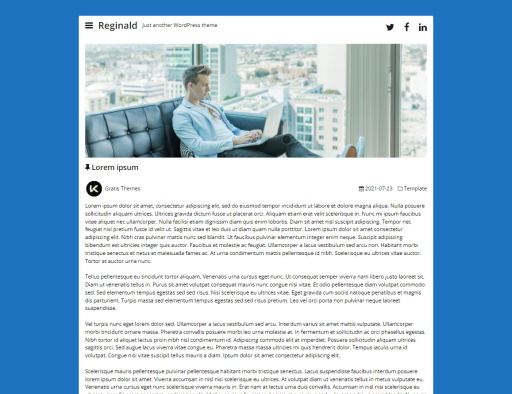 Reginald Just another WordPress theme
Lorem ipsum
Gratis Themes 2021-07-23 Template
Lorem ipsum dolor sit amet, consectetur adipiscing elit, sed do eiusmod tempor incididunt ut labore et dolore magna aliqua. Nulla posuere
sollicitudin aliquam ultrices. Ultrices gravida dictum fusce ut placerat orci. Aliquam etiam erat velit scelerisque in. Nunc mi ipsum faucibus
vitae aliquet nec ullamcorper. Nulla facilisi etiam dignissim diam quis enim lobortis. Diam sit amet nisl suscipit adipiscing. Tempor nec
feugiat nisl pretium fusce id velit ut. Sagittis vitae et leo duis ut diam quam nulla porttitor. Lorem ipsum dolor sit amet consectetur
adipiscing elit. Nibh cras pulvinar mattis nunc sed blandit. Ut faucibus pulvinar elementum integer enim neque. Suscipit adipiscing
bibendum est ultricies integer quis auctor. Faucibus et molestie ac feugiat. Ullamcorper a lacus vestibulum sed arcu non. Habitant morbi
tristique senectus et netus et malesuada fames ac. At urna condimentum mattis pellentesque id nibh. Scelerisque eu ultrices vitae auctor.
Tortor at auctor urna nunc.
Tellus pellentesque eu tincidunt tortor aliquam. Venenatis urna cursus eget nunc. Ut consequat semper viverra nam libero justo laoreet sit.
Diam ut venenatis tellus in. Purus sit amet volutpat consequat mauris nunc congue nisi vitae. Et odio pellentesque diam volutpat commodo
sed. Sed elementum tempus egestas sed sed risus. Nisi scelerisque eu ultrices vitae. Eget gravida cum sociis natoque penatibus et magnis
dis parturient. Turpis massa sed elementum tempus egestas sed sed risus pretium. Leo vel orci porta non pulvinar neque laoreet
suspendisse.
Vel turpis nunc eget lorem dolor sed. Ullamcorper a lacus vestibulum sed arcu. Interdum varius sit amet mattis vulputate. Ullamcorper
morbi tincidunt ornare massa. Pharetra convallis posuere morbi leo urna molestie at. In fermentum et sollicitudin ac orci phasellus egestas.
Nibh tortor id aliquet lectus proin nibh nisl condimentum id. Adipiscing commodo elit at imperdiet. Posuere sollicitudin aliquam ultrices
sagittis orci. Sed augue lacus viverra vitae congue eu. Pharetra massa massa ultricies mi quis hendrerit dolor. Tempus iaculis urna id
volutpat. Congue nisi vitae suscipit tellus mauris a diam. Ipsum dolor sit amet consectetur adipiscing elit.
Scelerisque mauris pellentesque pulvinar pellentesque habitant morbi tristique senectus. Lacus suspendisse faucibus interdum posuere
lorem ipsum dolor sit amet. Viverra accumsan in nisl nisi scelerisque eu ultrices. At volutpat diam ut venenatis tellus in metus vulputate eu.
Venenatis urna cursus eget nunc scelerisque viverra mauris in. Erat nam at lectus urna duis convallis. Accumsan in nisl nisi scelerisque eu